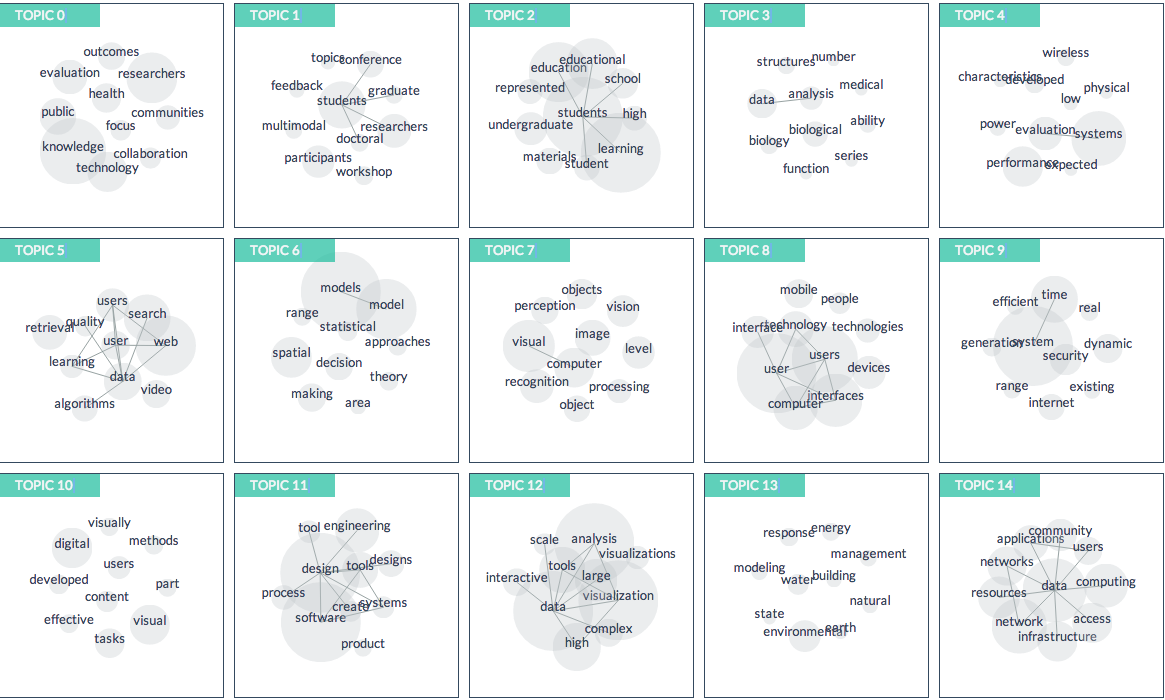 TOPIC 0
outcomes
evaluation
researchers
health
public
communities
focus
knowledge
collaboration
technology
TOPIC 1
topics
conference
feedback
graduate
students
multimodal
researchers
doctoral
participants
workshop
TOPIC 2
educational
education
school
represented
students
high
undergraduate
learning
materials
student
TOPIC 3
number
structures
medical
data
analysis
ability
biological
biology
series
function
TOPIC 4
wireless
characteristics
developed
physical
low
power
evaluation
systems
performance
expected
TOPIC 5
users
search
quality
retrieval
user
web
learning
data
video
algorithms
TOPIC 6
models
model
range
statistical
approaches
spatial
decision
theory
making
area
TOPIC 7
objects
perception
vision
image
visual
level
computer
recognition
processing
object
TOPIC 8
mobile
people
interface
technology
technologies
users
user
devices
interfaces
computer
TOPIC 9
time
efficient
real
generation
system
dynamic
security
range
existing
internet
TOPIC 10
visually
digital
methods
users
developed
part
content
effective
visual
tasks
TOPIC 11
tool
engineering
designs
design
tools
process
create
systems
software
product
TOPIC 12
scale
analysis
visualizations
tools
interactive
large
visualization
data
complex
high
TOPIC 13
energy
response
management
modeling
water
building
natural
state
environmental
earth
TOPIC 14
community
applications
users
networks
data
computing
resources
network
access
infrastructure